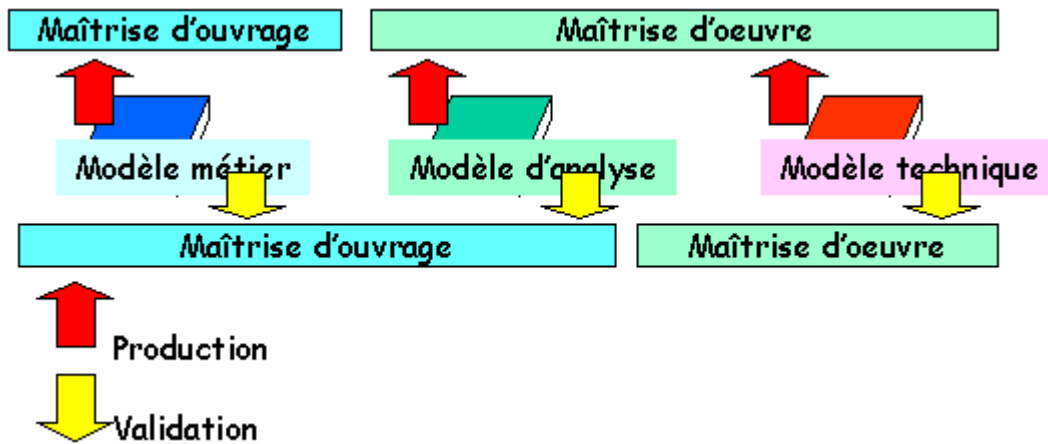 Maîtrise d'ouvrage
Maîtrise d'oeuvre
Modèle métier
Modèle d'analyse
Modèle technique
Maîtrise d'ouvrage
Maîtrise d'oeuvre
Production
Validation